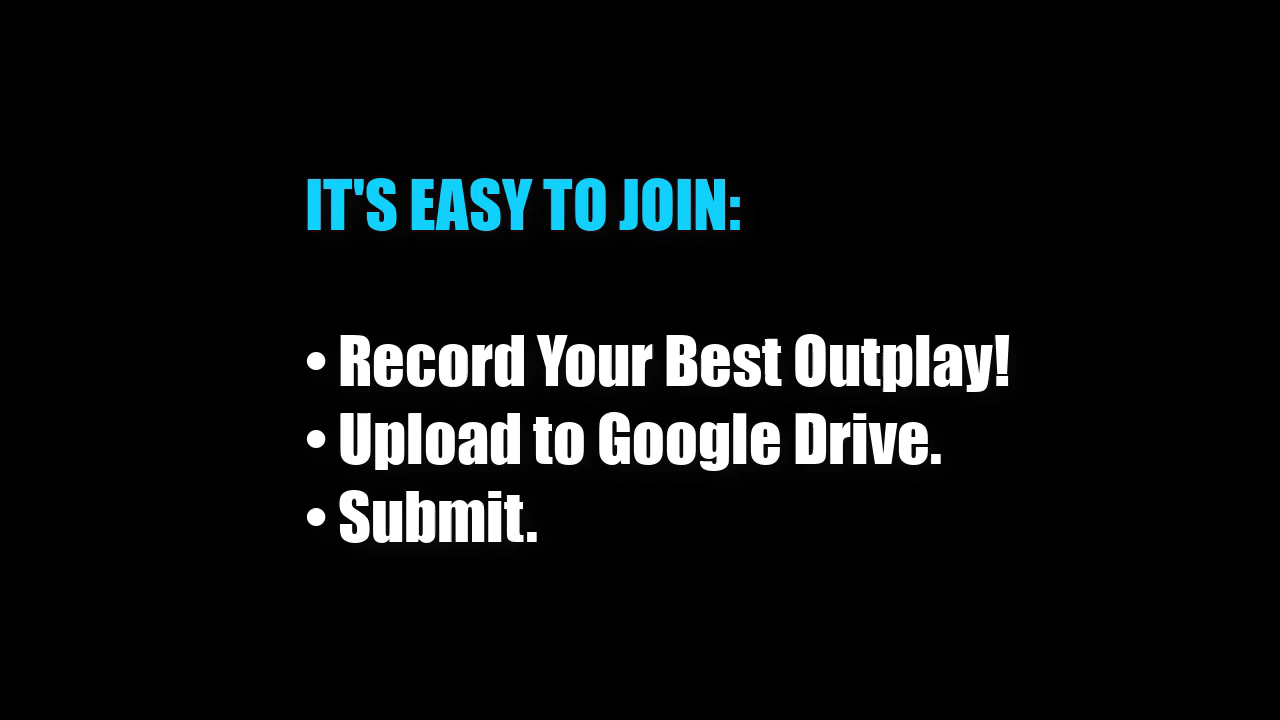 IT'S EASY TO JOIN:
• Record Your Best Outplay!
• Upload to Google Drive.
• Submit.